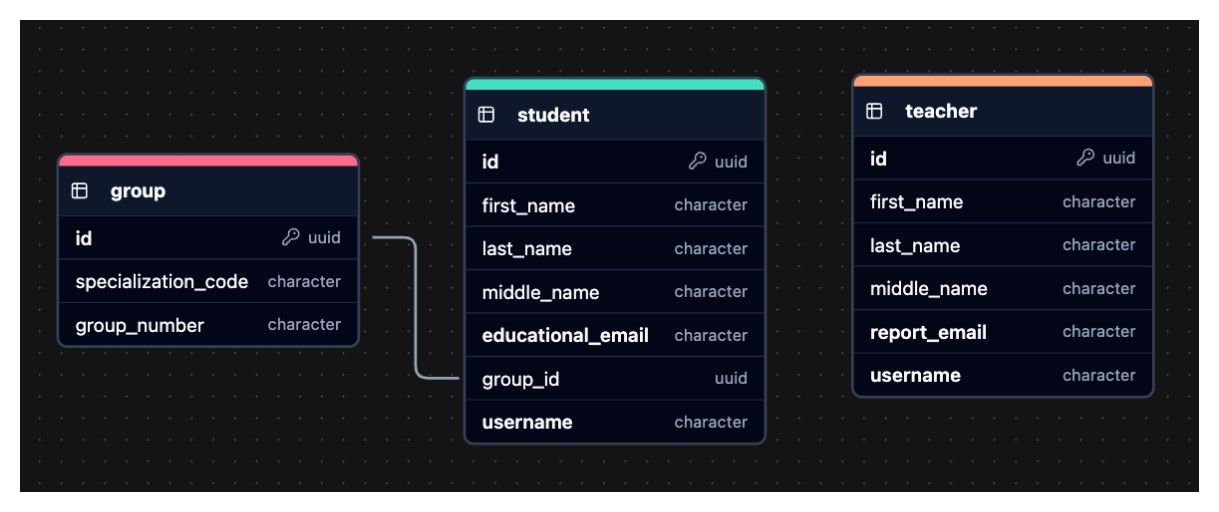 group
id uuid
specialization_code character
group_number character
student
id uuid
first_name character
last_name character
middle_name character
educational_email character
group_id uuid
username character
teacher
id uuid
first_name character
last_name character
middle_name character
report_email character
username character